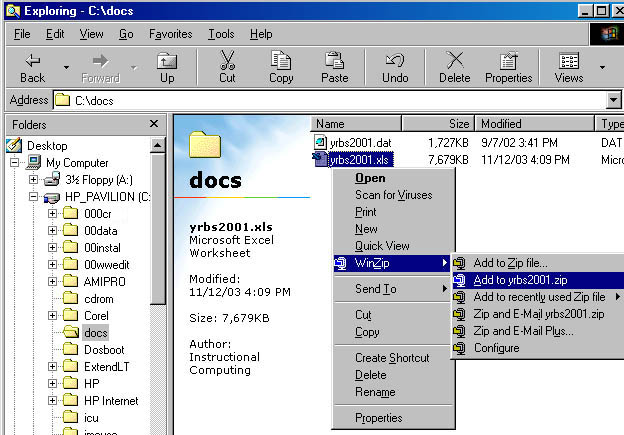 Exploring - C:\docs
File Edit View Go Favorites Tools Help
Back Forward Up Cut Copy Paste Undo Delete Properties Views
Address C:\docs
Folders
Desktop
My Computer
3½ Floppy (A:)
HP_PAVILION (C:
000cr
00data
00instal
00wwedit
AMIPRO
cdrom
Corel
docs
Dosboot
ExtendLT
HP
HP Internet
icu
docs
yrbs2001.xls
Microsoft Excel
Worksheet
Modified:
11/12/03 4:09 PM
Size: 7,679KB
Author:
Instructional
Computing
Name Size Modified Type
yrbs2001.dat 1,727KB 9/7/02 3:41 PM DAT
yrbs2001.xls 7,679KB 11/12/03 4:09 PM Micro
Open
Scan for Viruses
Print
New
Quick View
WinZip
Send To
Cut
Copy
Create Shortcut
Delete
Rename
Properties
Add to Zip file...
Add to yrbs2001.zip
Add to recently used Zip file
Zip and E-Mail yrbs2001.zip
Zip and E-Mail Plus...
Configure